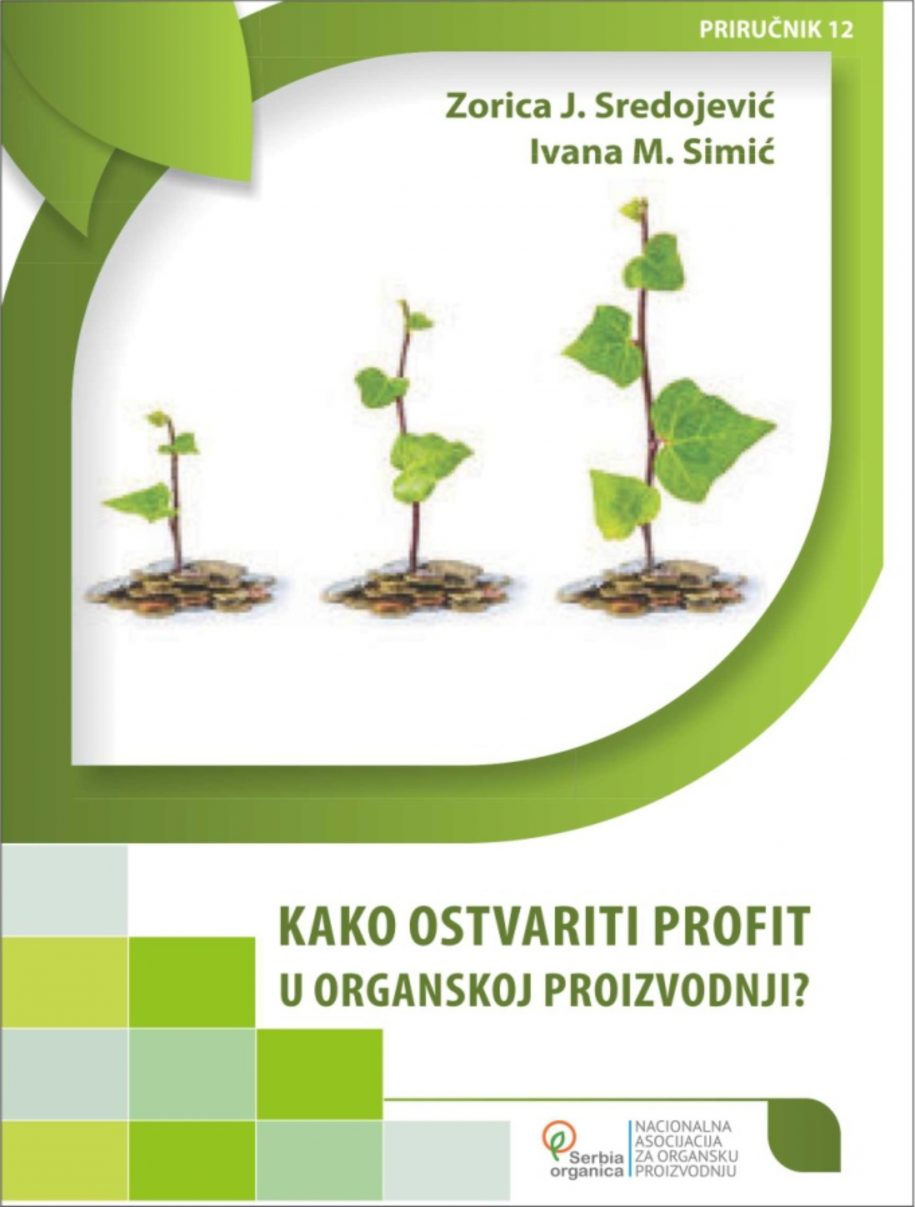 PRIRUČNIK 12
Zorica J. Sredojević
Ivana M. Simić
KAKO OSTVARITI PROFIT
U ORGANSKOJ PROIZVODNJI?
Serbia
organica
NACIONALNA
ASOCIJACIJA
ZA ORGANSKU
PROIZVODNJU